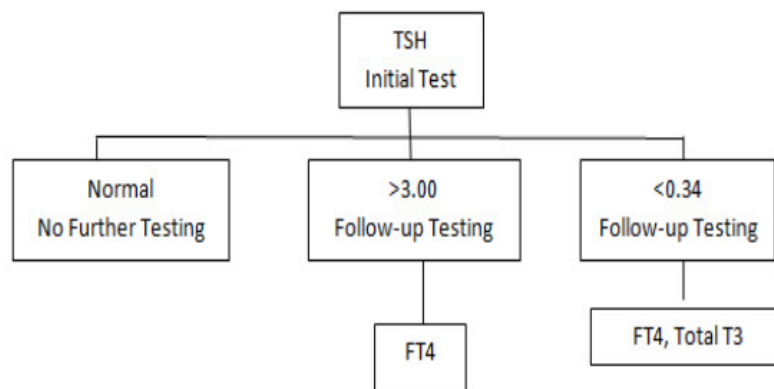 TSH
Initial Test
Normal
No Further Testing
>3.00
Follow-up Testing
<0.34
Follow-up Testing
FT4
FT4, Total T3